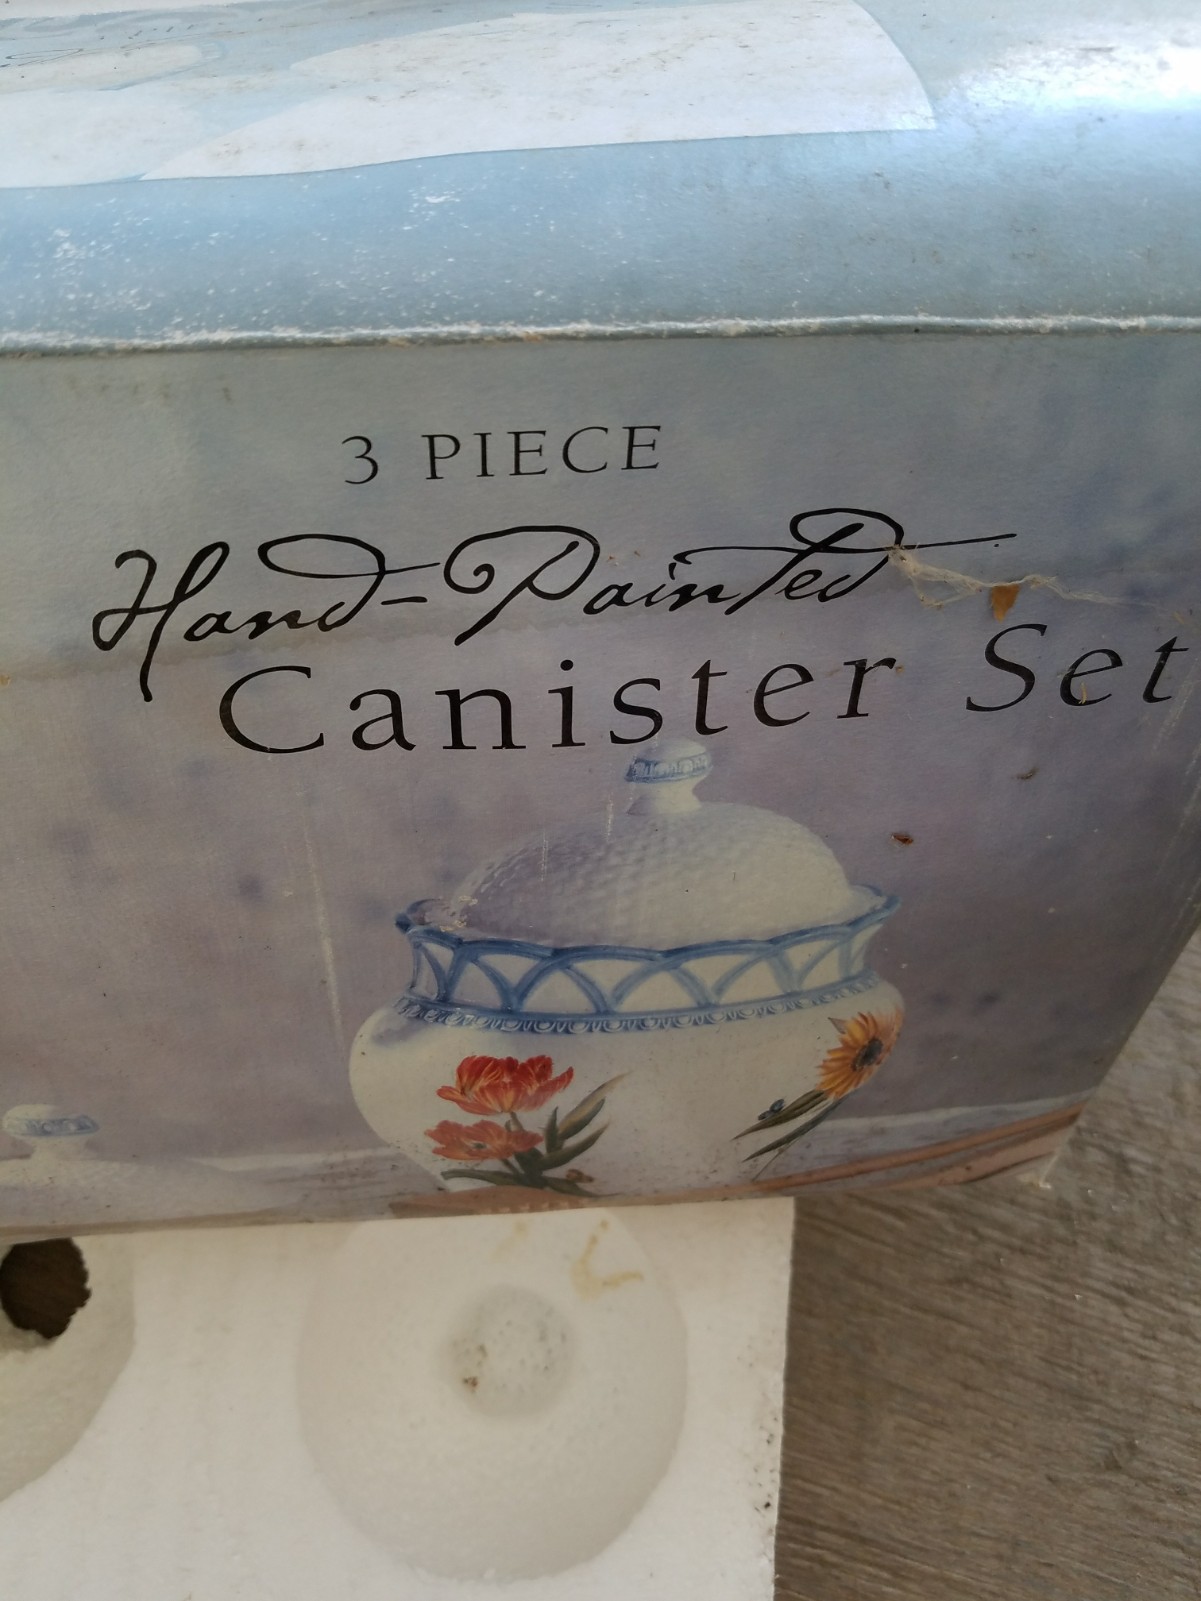 3 PIECE
Hand-Painted
Canister Set